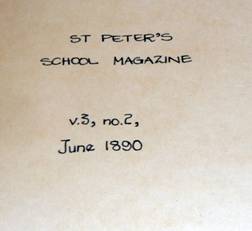 ST PETER'S
SCHOOL MAGAZINE
v.3, no.2,
June 1890